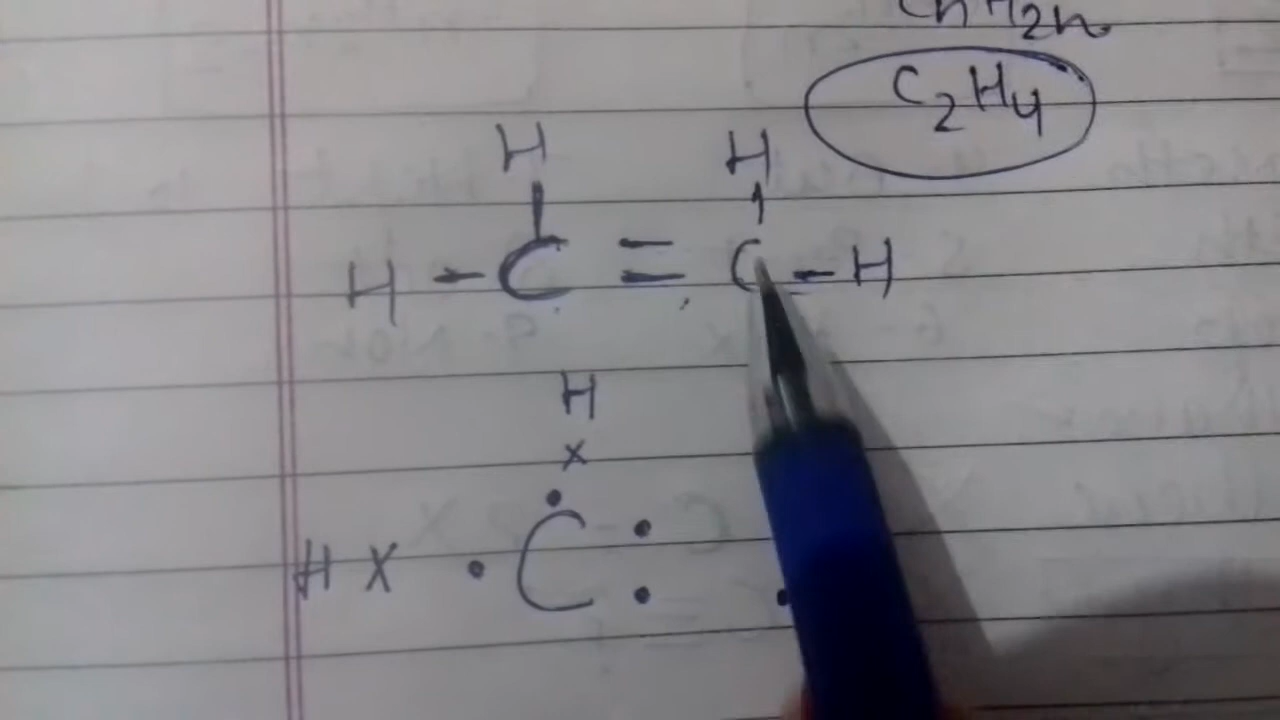 CnH2n
C2H4
H H
H - C = C - H
H
x
H x . C :